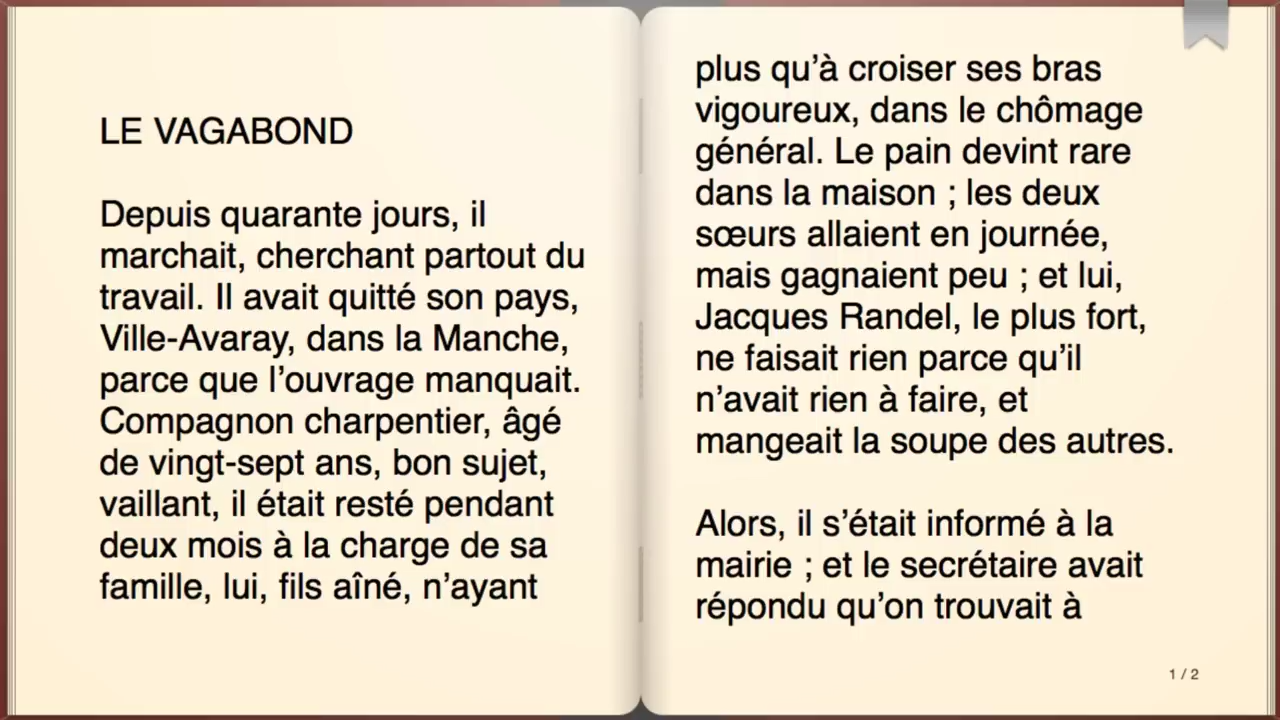 LE VAGABOND
Depuis quarante jours, il
marchait, cherchant partout du
travail. Il avait quitté son pays,
Ville-Avaray, dans la Manche,
parce que l’ouvrage manquait.
Compagnon charpentier, âgé
de vingt-sept ans, bon sujet,
vaillant, il était resté pendant
deux mois à la charge de sa
famille, lui, fils aîné, n’ayant
plus qu’à croiser ses bras
vigoureux, dans le chômage
général. Le pain devint rare
dans la maison ; les deux
sœurs allaient en journée,
mais gagnaient peu ; et lui,
Jacques Randel, le plus fort,
ne faisait rien parce qu’il
n’avait rien à faire, et
mangeait la soupe des autres.
Alors, il s’était informé à la
mairie ; et le secrétaire avait
répondu qu’on trouvait à
1 / 2